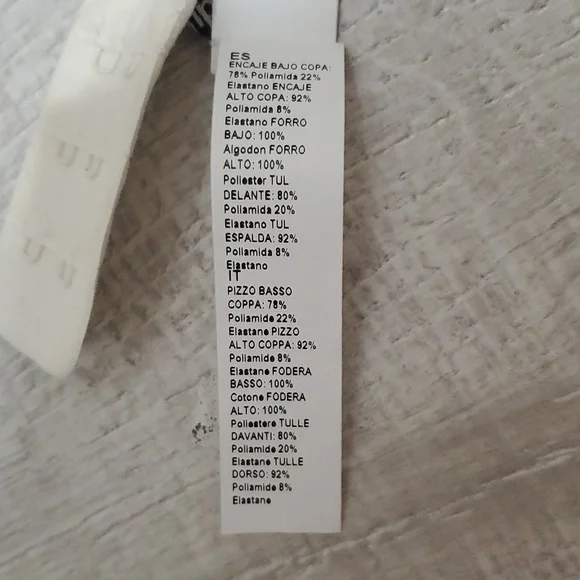 ES
ENCAJE BAJO COPA:
78% Poliamida 22%
Elastano ENCAJE
ALTO COPA: 92%
Poliamida 8%
Elastano FORRO
BAJO: 100%
Algodon FORRO
ALTO: 100%
Poliester TUL
DELANTE: 80%
Poliamida 20%
Elastano TUL
ESPALDA: 92%
Poliamida 8%
Elastano
IT
PIZZO BASSO
COPPA: 78%
Poliamide 22%
Elastane PIZZO
ALTO COPPA: 92%
Poliamide 8%
Elastane FODERA
BASSO: 100%
Cotone FODERA
ALTO: 100%
Poliestere TULLE
DAVANTI: 80%
Poliamide 20%
Elastane TULLE
DORSO: 92%
Poliamide 8%
Elastane